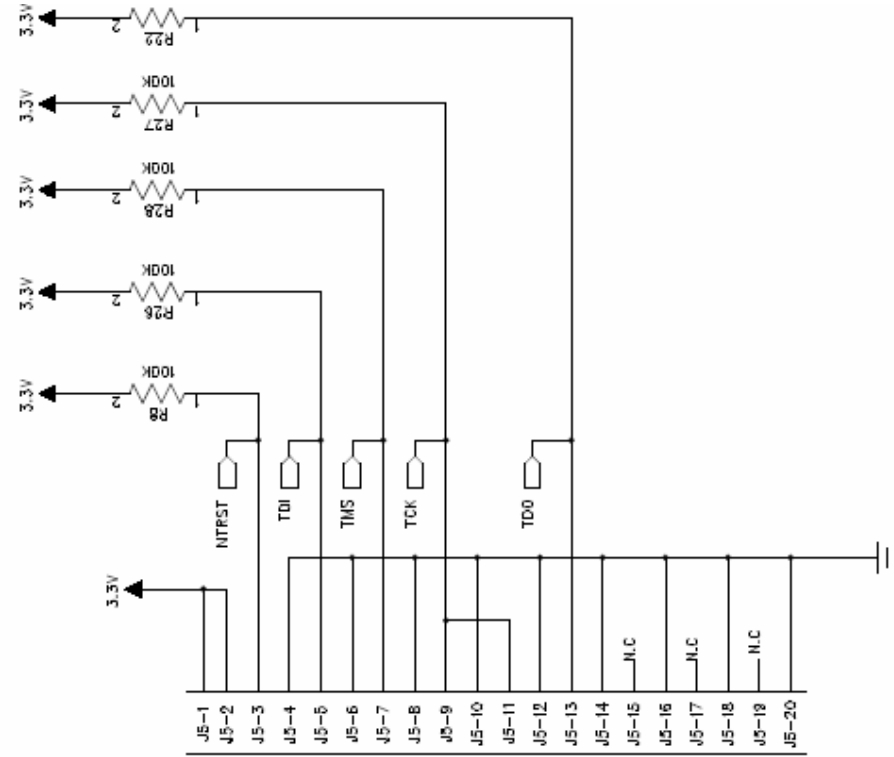 3.3V
2
R22
1
3.3V
100K
2
R27
1
3.3V
100K
2
R28
1
3.3V
100K
2
R26
1
3.3V
100K
2
R8
1
NTRST
TDI
TMS
TCK
TDO
3.3V
N.C
N.C
N.C
J5-1
J5-2
J5-3
J5-4
J5-5
J5-6
J5-7
J5-8
J5-9
J5-10
J5-11
J5-12
J5-13
J5-14
J5-15
J5-16
J5-17
J5-18
J5-19
J5-20